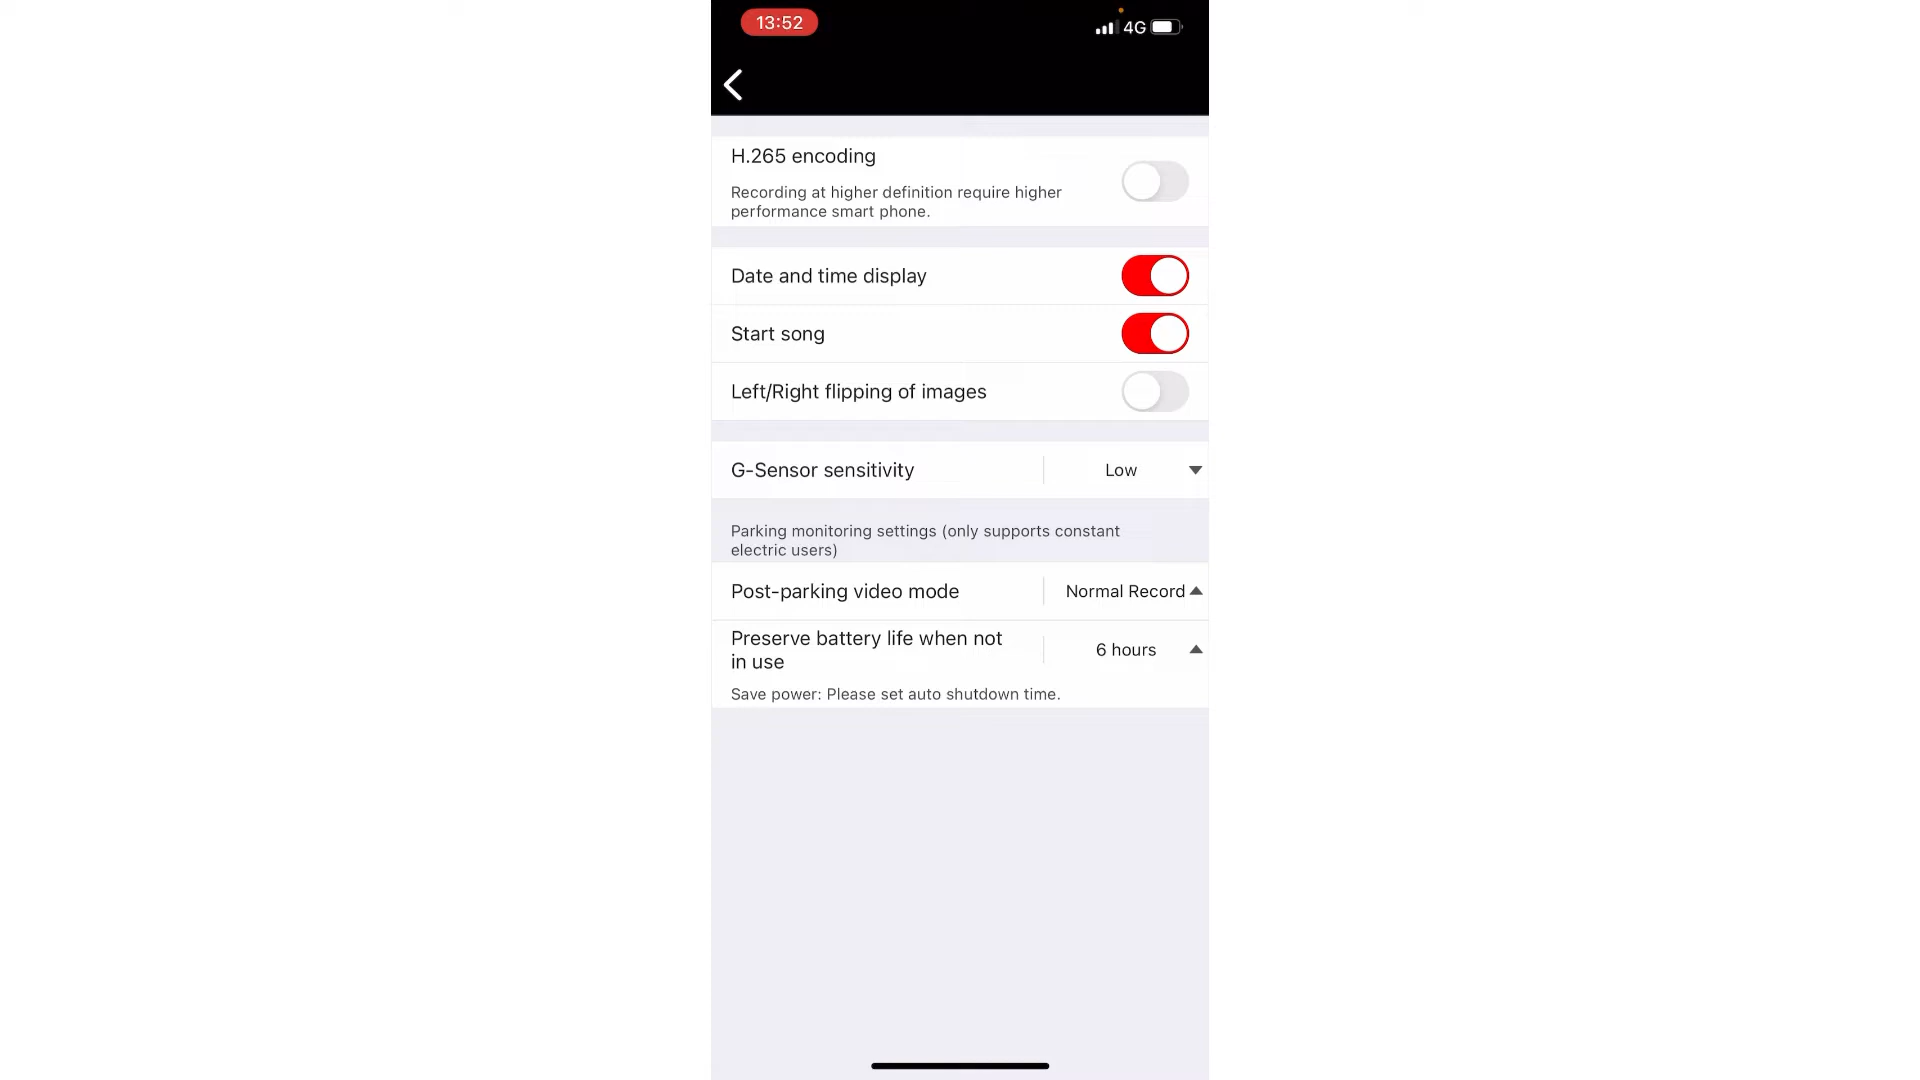 13:52
4G
H.265 encoding
Recording at higher definition require higher
performance smart phone.
Date and time display
Start song
Left/Right flipping of images
G-Sensor sensitivity
Low
Parking monitoring settings (only supports constant
electric users)
Post-parking video mode
Normal Record
Preserve battery life when not
in use
6 hours
Save power: Please set auto shutdown time.